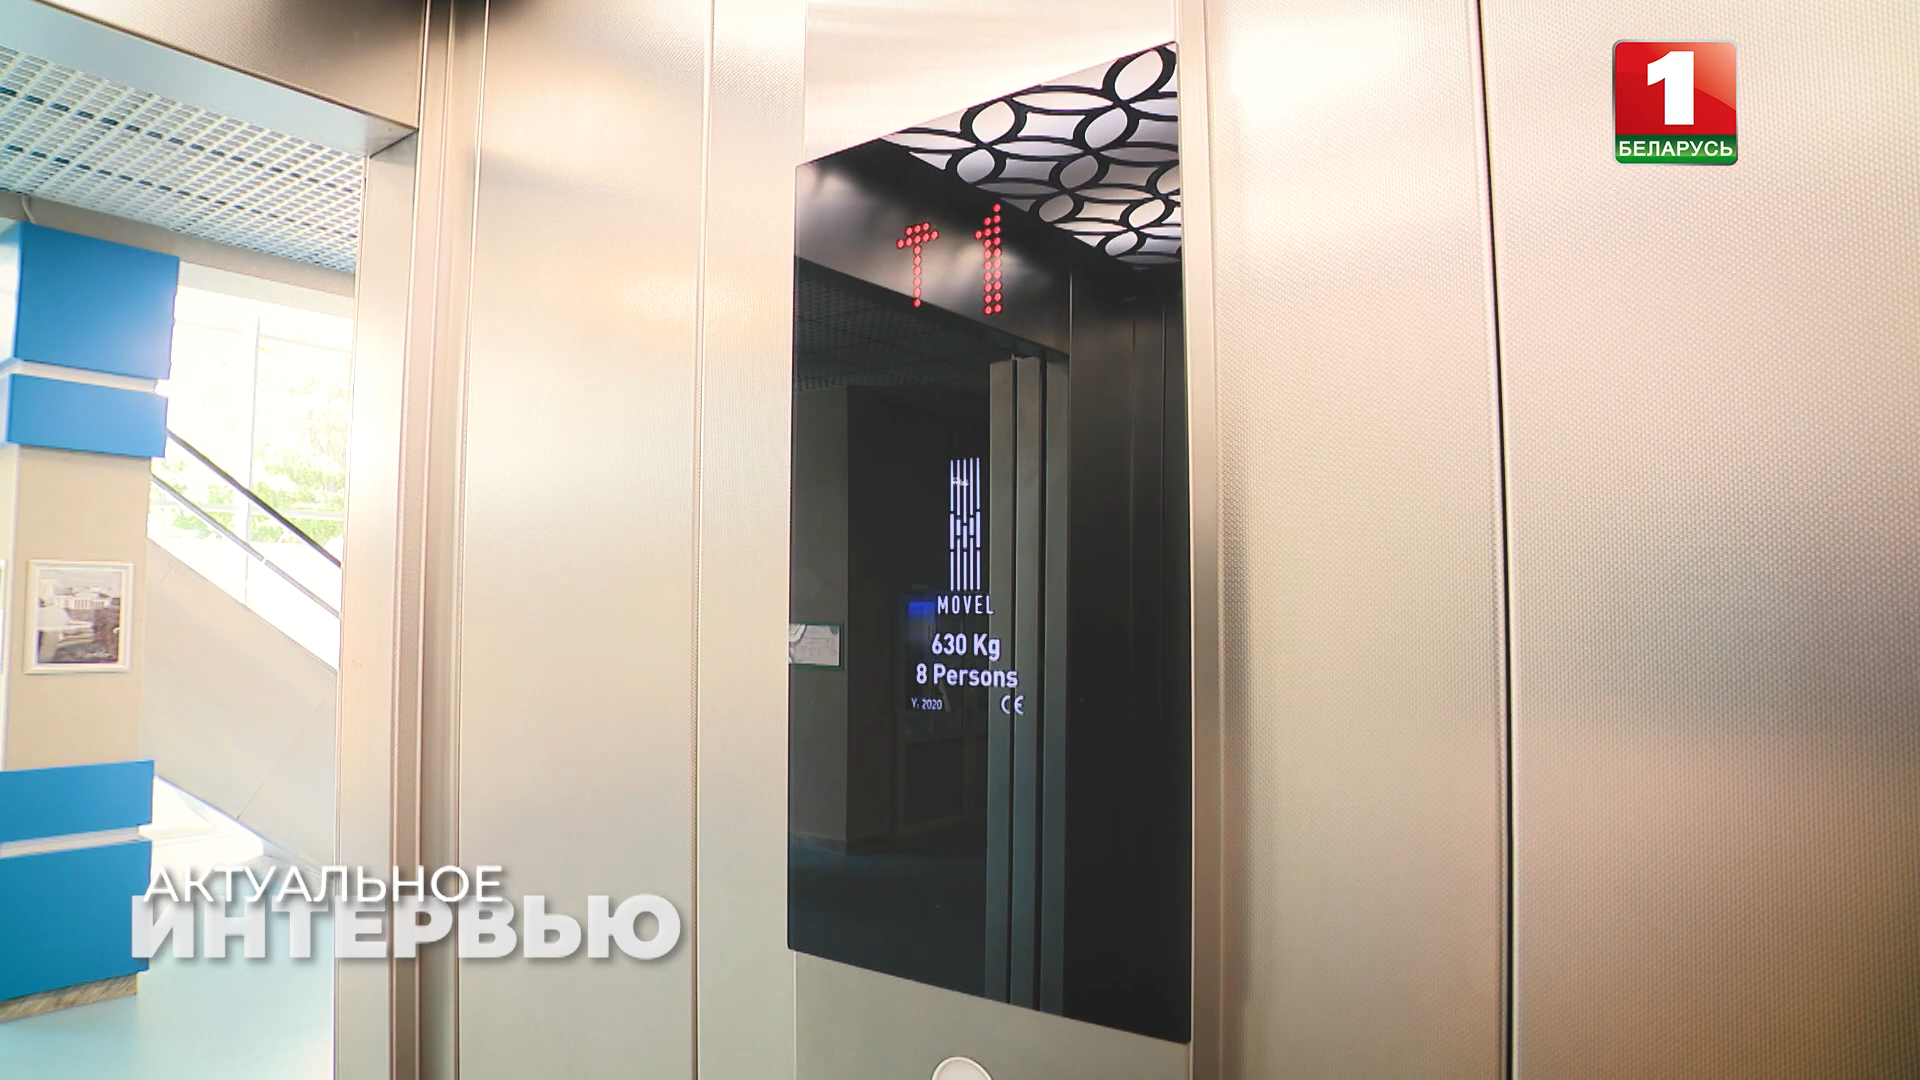 1
БЕЛАРУСЬ
↑ 1
MOVEL
630 Kg
8 Persons
Y: 2020 CE
АКТУАЛЬНОЕ
ИНТЕРВЬЮ